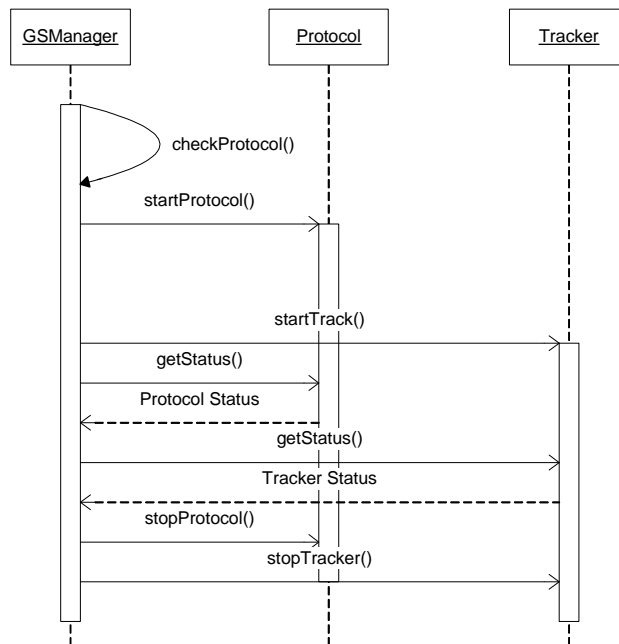 GSManager
Protocol
Tracker
checkProtocol()
startProtocol()
startTrack()
getStatus()
Protocol Status
getStatus()
Tracker Status
stopProtocol()
stopTracker()